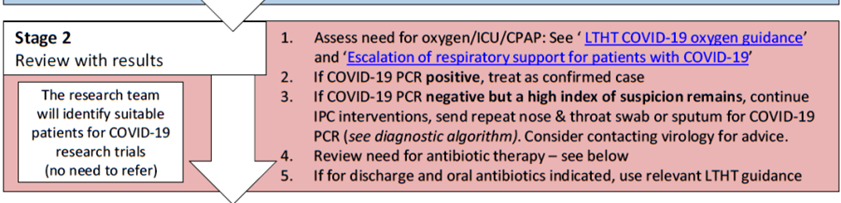 Stage 2
Review with results
The research team
will identify suitable
patients for COVID-19
research trials
(no need to refer)
1. Assess need for oxygen/ICU/CPAP: See ‘ LTHT COVID-19 oxygen guidance’
and ‘Escalation of respiratory support for patients with COVID-19’
2. If COVID-19 PCR positive, treat as confirmed case
3. If COVID-19 PCR negative but a high index of suspicion remains, continue
IPC interventions, send repeat nose & throat swab or sputum for COVID-19
PCR (see diagnostic algorithm). Consider contacting virology for advice.
4. Review need for antibiotic therapy – see below
5. If for discharge and oral antibiotics indicated, use relevant LTHT guidance